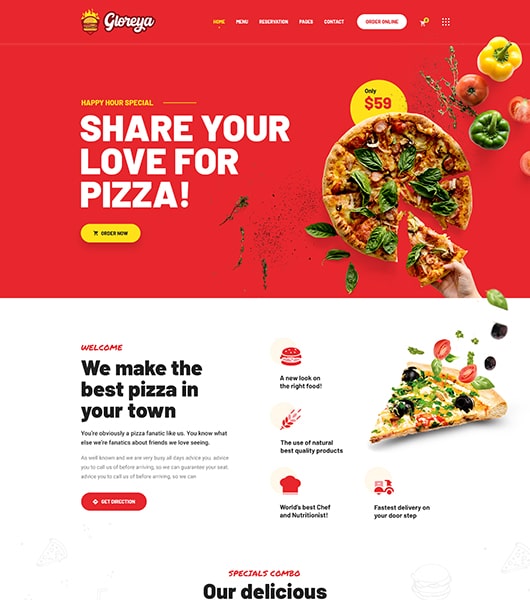 Gloreya
HOME MENU RESERVATION PAGES CONTACT ORDER ONLINE
HAPPY HOUR SPECIAL
SHARE YOUR
LOVE FOR
PIZZA!
ORDER NOW
Only
$59
WELCOME
We make the
best pizza in
your town
You're obviously a pizza fanatic like us. You know what
else we're fanatics about friends we love seeing.
As well known and we are very busy all days advice you. advice
you to call us of before arriving, so we can guarantee your seat.
advice you to call us of before arriving, so we can
GET DIRECTION
A new look on
the right food!
The use of natural
best quality products
World's best Chef
and Nutritionist!
Fastest delivery on
your door step
SPECIALS COMBO
Our delicious